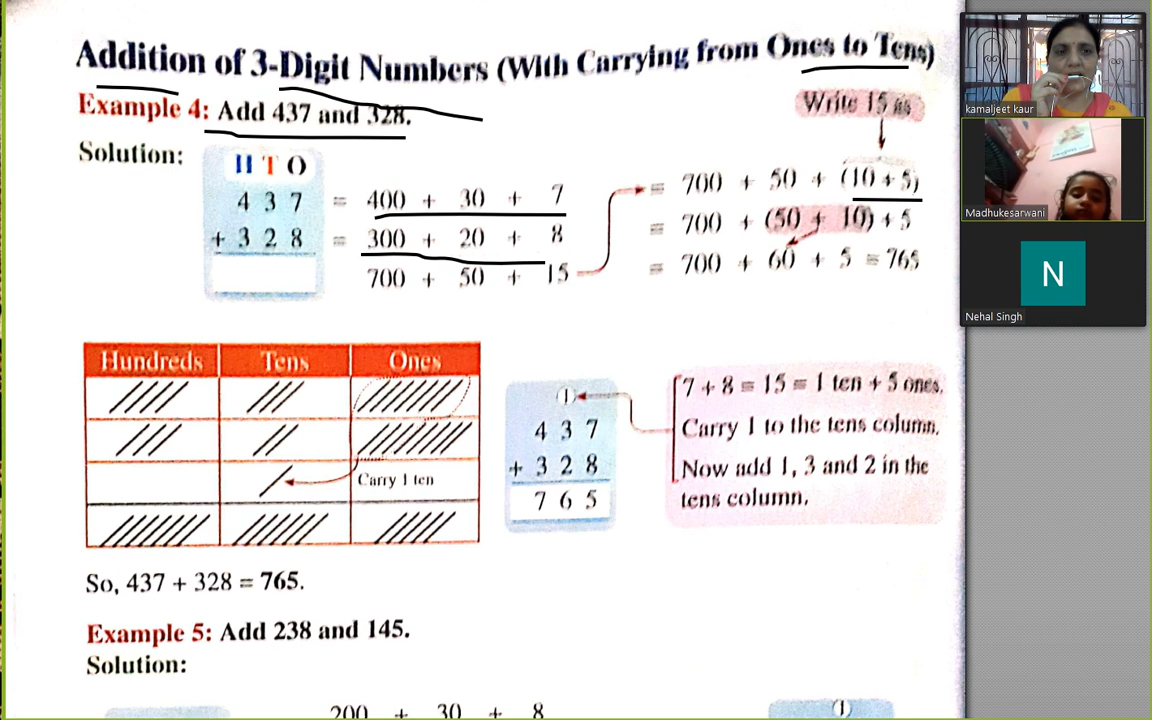 Addition of 3-Digit Numbers (With Carrying from Ones to Tens)
Example 4: Add 437 and 328.
Write 15 as
Solution:
H T O
4 3 7 = 400 + 30 + 7
+ 3 2 8 = 300 + 20 + 8
700 + 50 + 15
= 700 + 50 + (10 + 5)
= 700 + (50 + 10) + 5
= 700 + 60 + 5 = 765
Hundreds Tens Ones
Carry 1 ten
1
4 3 7
+ 3 2 8
7 6 5
7 + 8 = 15 = 1 ten + 5 ones.
Carry 1 to the tens column.
Now add 1, 3 and 2 in the
tens column.
So, 437 + 328 = 765.
Example 5: Add 238 and 145.
Solution:
200 + 30 + 8
1
kamaljeet kaur
Madhukesarwani
N
Nehal Singh